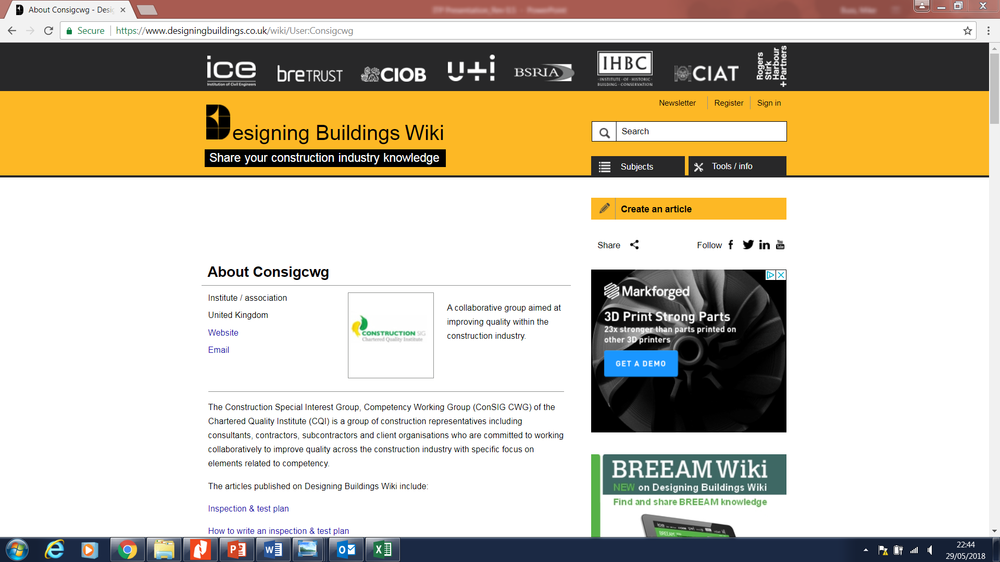 About Consigcwg - Desi
Secure
https://www.designingbuildings.co.uk/wiki/User:Consigcwg
ice
Institution of Civil Engineers
breTRUST
CIOB
u+i
BSRIA
IHBC
INSTITUTE·OF·HISTORIC
BUILDING·CONSERVATION
CIAT
Rogers
Stirk
Harbour
+Partners
Newsletter
Register
Sign in
Designing Buildings Wiki
Share your construction industry knowledge
Search
Subjects
Tools / info
Create an article
Share
Follow
You
Tube
About Consigcwg
Institute / association
United Kingdom
Website
Email
CONSTRUCTION SIG
Chartered Quality Institute
A collaborative group aimed at
improving quality within the
construction industry.
Markforged
3D Print Strong Parts
23x stronger than parts printed on
other 3D printers
GET A DEMO
The Construction Special Interest Group, Competency Working Group (ConSIG CWG) of the
Chartered Quality Institute (CQI) is a group of construction representatives including
consultants, contractors, subcontractors and client organisations who are committed to working
collaboratively to improve quality across the construction industry with specific focus on
elements related to competency.
The articles published on Designing Buildings Wiki include:
Inspection & test plan
How to write an inspection & test plan
BREEAM Wiki
NEW on Designing Buildings Wiki
Find and share BREEAM knowledge
22:44
29/05/2018